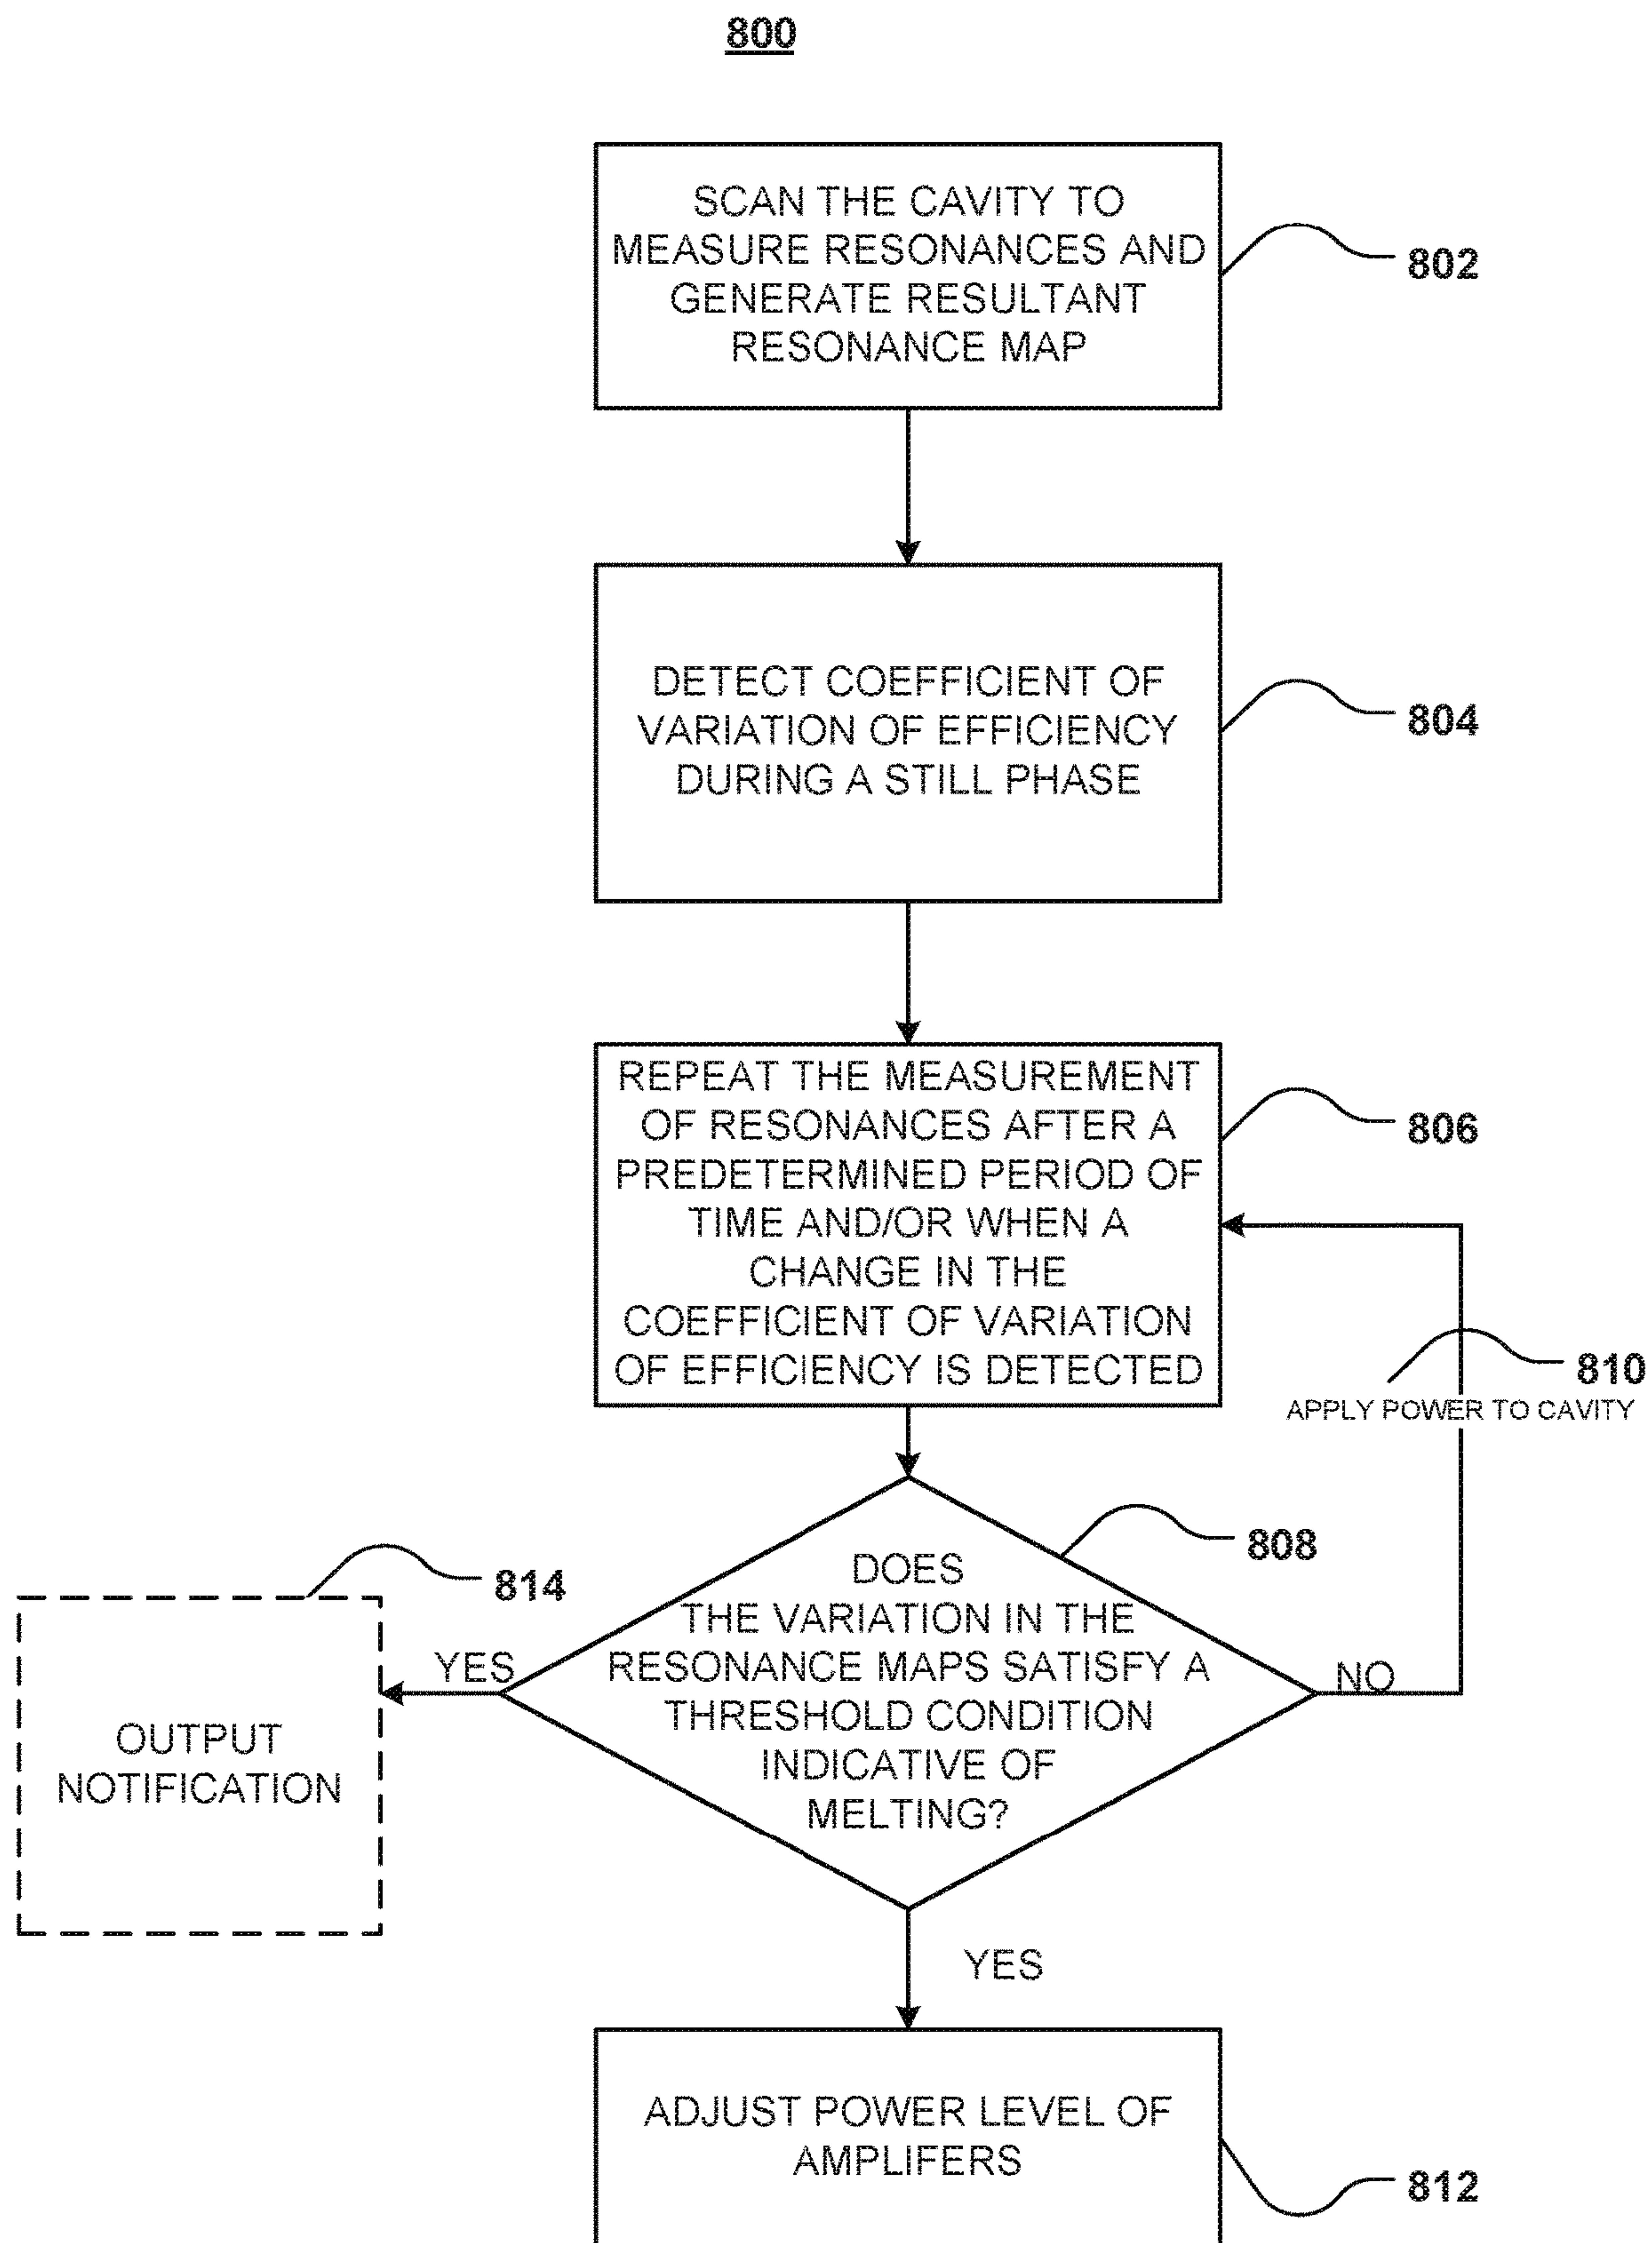 800
SCAN THE CAVITY TO
MEASURE RESONANCES AND
GENERATE RESULTANT
RESONANCE MAP
802
DETECT COEFFICIENT OF
VARIATION OF EFFICIENCY
DURING A STILL PHASE
804
REPEAT THE MEASUREMENT
OF RESONANCES AFTER A
PREDETERMINED PERIOD OF
TIME AND/OR WHEN A
CHANGE IN THE
COEFFICIENT OF VARIATION
OF EFFICIENCY IS DETECTED
806
810
APPLY POWER TO CAVITY
DOES
THE VARIATION IN THE
RESONANCE MAPS SATISFY A
THRESHOLD CONDITION
INDICATIVE OF
MELTING?
808
NO
YES
814
OUTPUT
NOTIFICATION
YES
ADJUST POWER LEVEL OF
AMPLIFERS
812